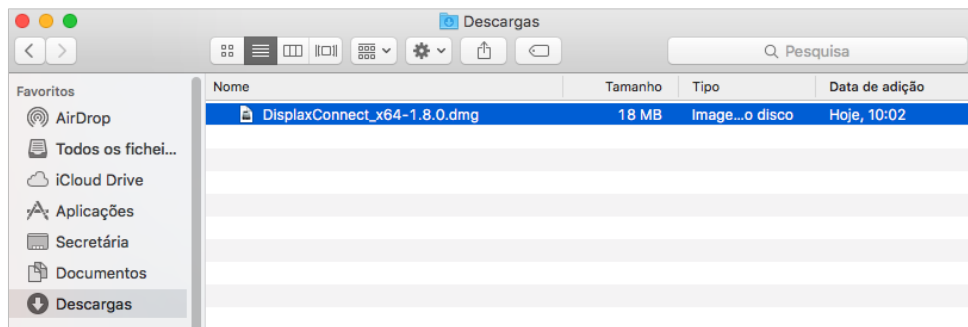 Descargas
Pesquisa
Favoritos
AirDrop
Todos os fichei...
iCloud Drive
Aplicações
Secretária
Documentos
Descargas
Nome Tamanho Tipo Data de adição
DisplaxConnect_x64-1.8.0.dmg 18 MB Image...o disco Hoje, 10:02